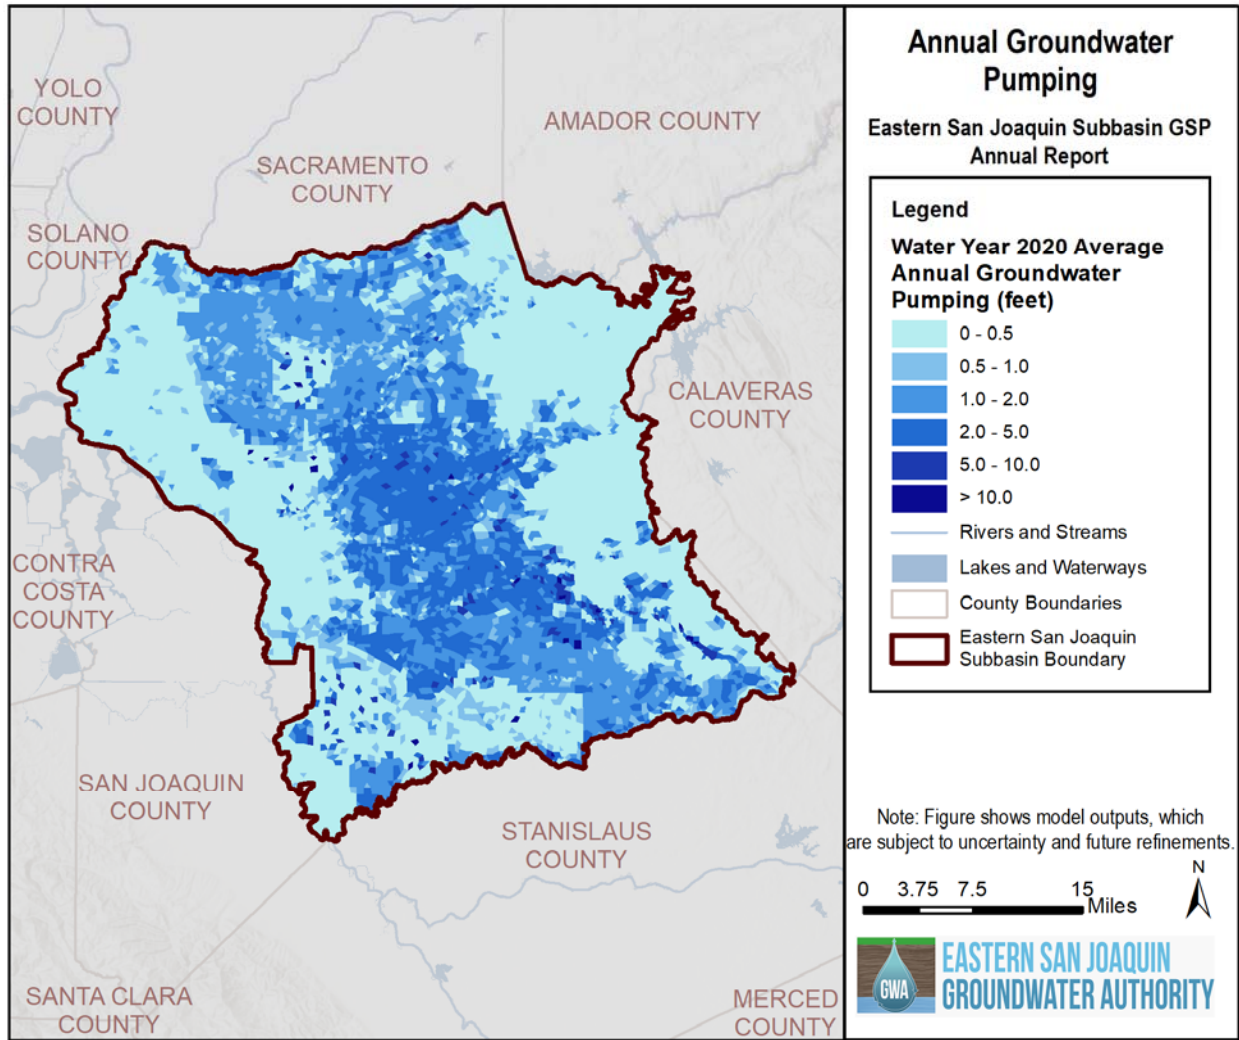 YOLO
COUNTY
AMADOR COUNTY
SACRAMENTO
COUNTY
SOLANO
COUNTY
CALAVERAS
COUNTY
CONTRA
COSTA
COUNTY
SAN JOAQUIN
COUNTY
STANISLAUS
COUNTY
SANTA CLARA
COUNTY
MERCED
COUNTY
Annual Groundwater
Pumping
Eastern San Joaquin Subbasin GSP
Annual Report
Legend
Water Year 2020 Average
Annual Groundwater
Pumping (feet)
0 - 0.5
0.5 - 1.0
1.0 - 2.0
2.0 - 5.0
5.0 - 10.0
> 10.0
Rivers and Streams
Lakes and Waterways
County Boundaries
Eastern San Joaquin
Subbasin Boundary
Note: Figure shows model outputs, which
are subject to uncertainty and future refinements.
N
0 3.75 7.5 15
Miles
GWA
EASTERN SAN JOAQUIN
GROUNDWATER AUTHORITY